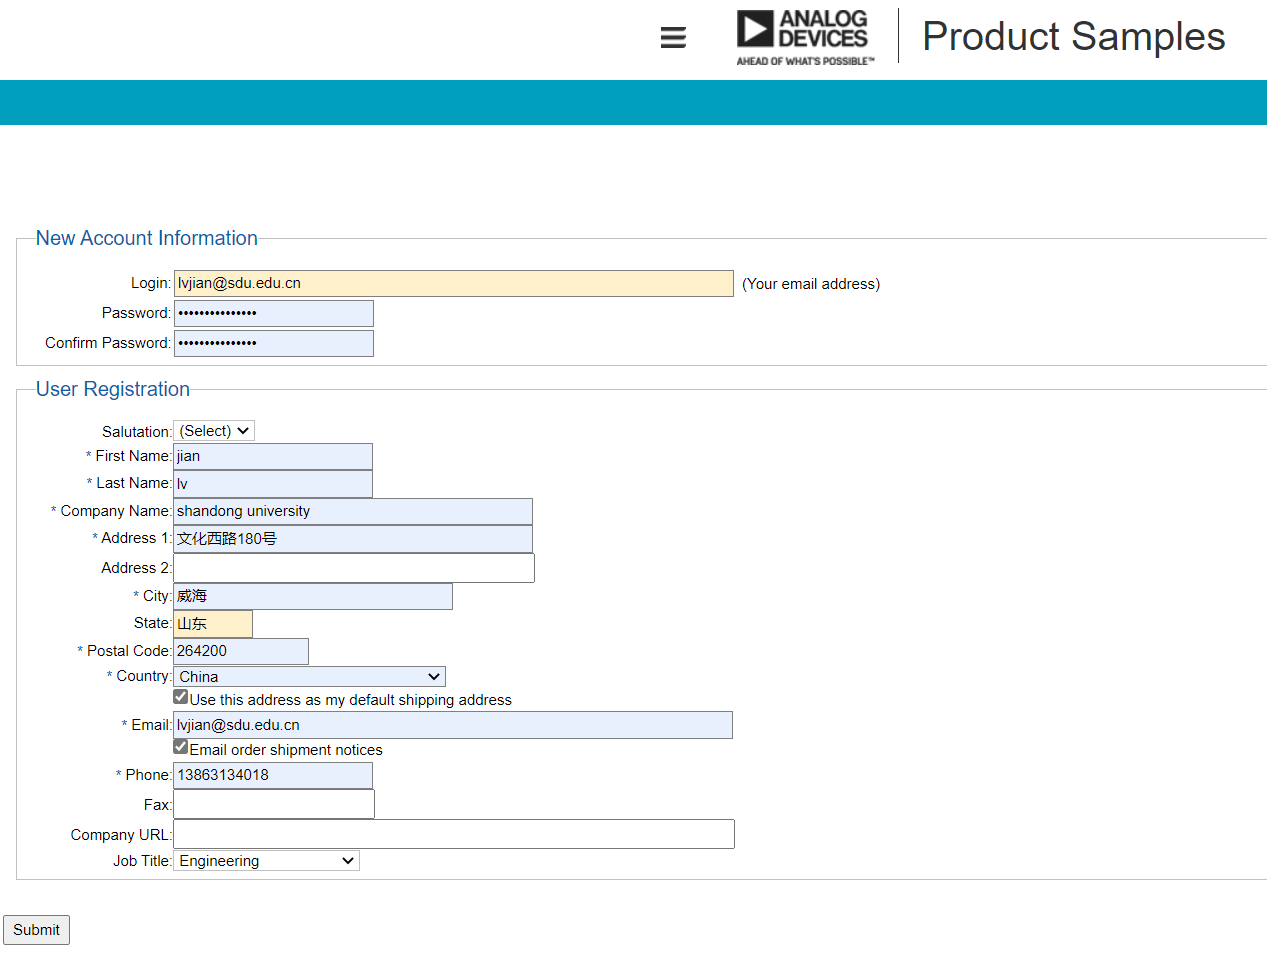 ANALOG
DEVICES
AHEAD OF WHAT'S POSSIBLE™
Product Samples
New Account Information
Login: lvjian@sdu.edu.cn (Your email address)
Password: •••••••••••••••
Confirm Password: •••••••••••••••
User Registration
Salutation: (Select)
* First Name: jian
* Last Name: lv
* Company Name: shandong university
* Address 1: 文化西路180号
Address 2:
* City: 威海
State: 山东
* Postal Code: 264200
* Country: China
Use this address as my default shipping address
* Email: lvjian@sdu.edu.cn
Email order shipment notices
* Phone: 13863134018
Fax:
Company URL:
Job Title: Engineering
Submit